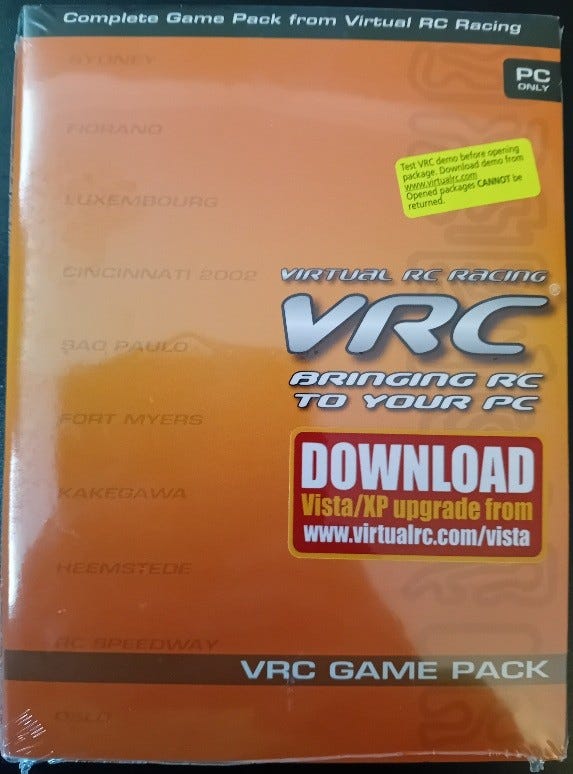 Complete Game Pack from Virtual RC Racing
PC
ONLY
SYDNEY
FIORANO
LUXEMBOURG
CINCINNATI 2002
SAO PAULO
FORT MYERS
KAKEGAWA
HEEMSTEDE
RC SPEEDWAY
OSLO
Test VRC demo before opening
package. Download demo from
www.virtualrc.com
Opened packages CANNOT be
returned.
VIRTUAL RC RACING
VRC®
BRINGING RC
TO YOUR PC
DOWNLOAD
Vista/XP upgrade from
www.virtualrc.com/vista
VRC GAME PACK